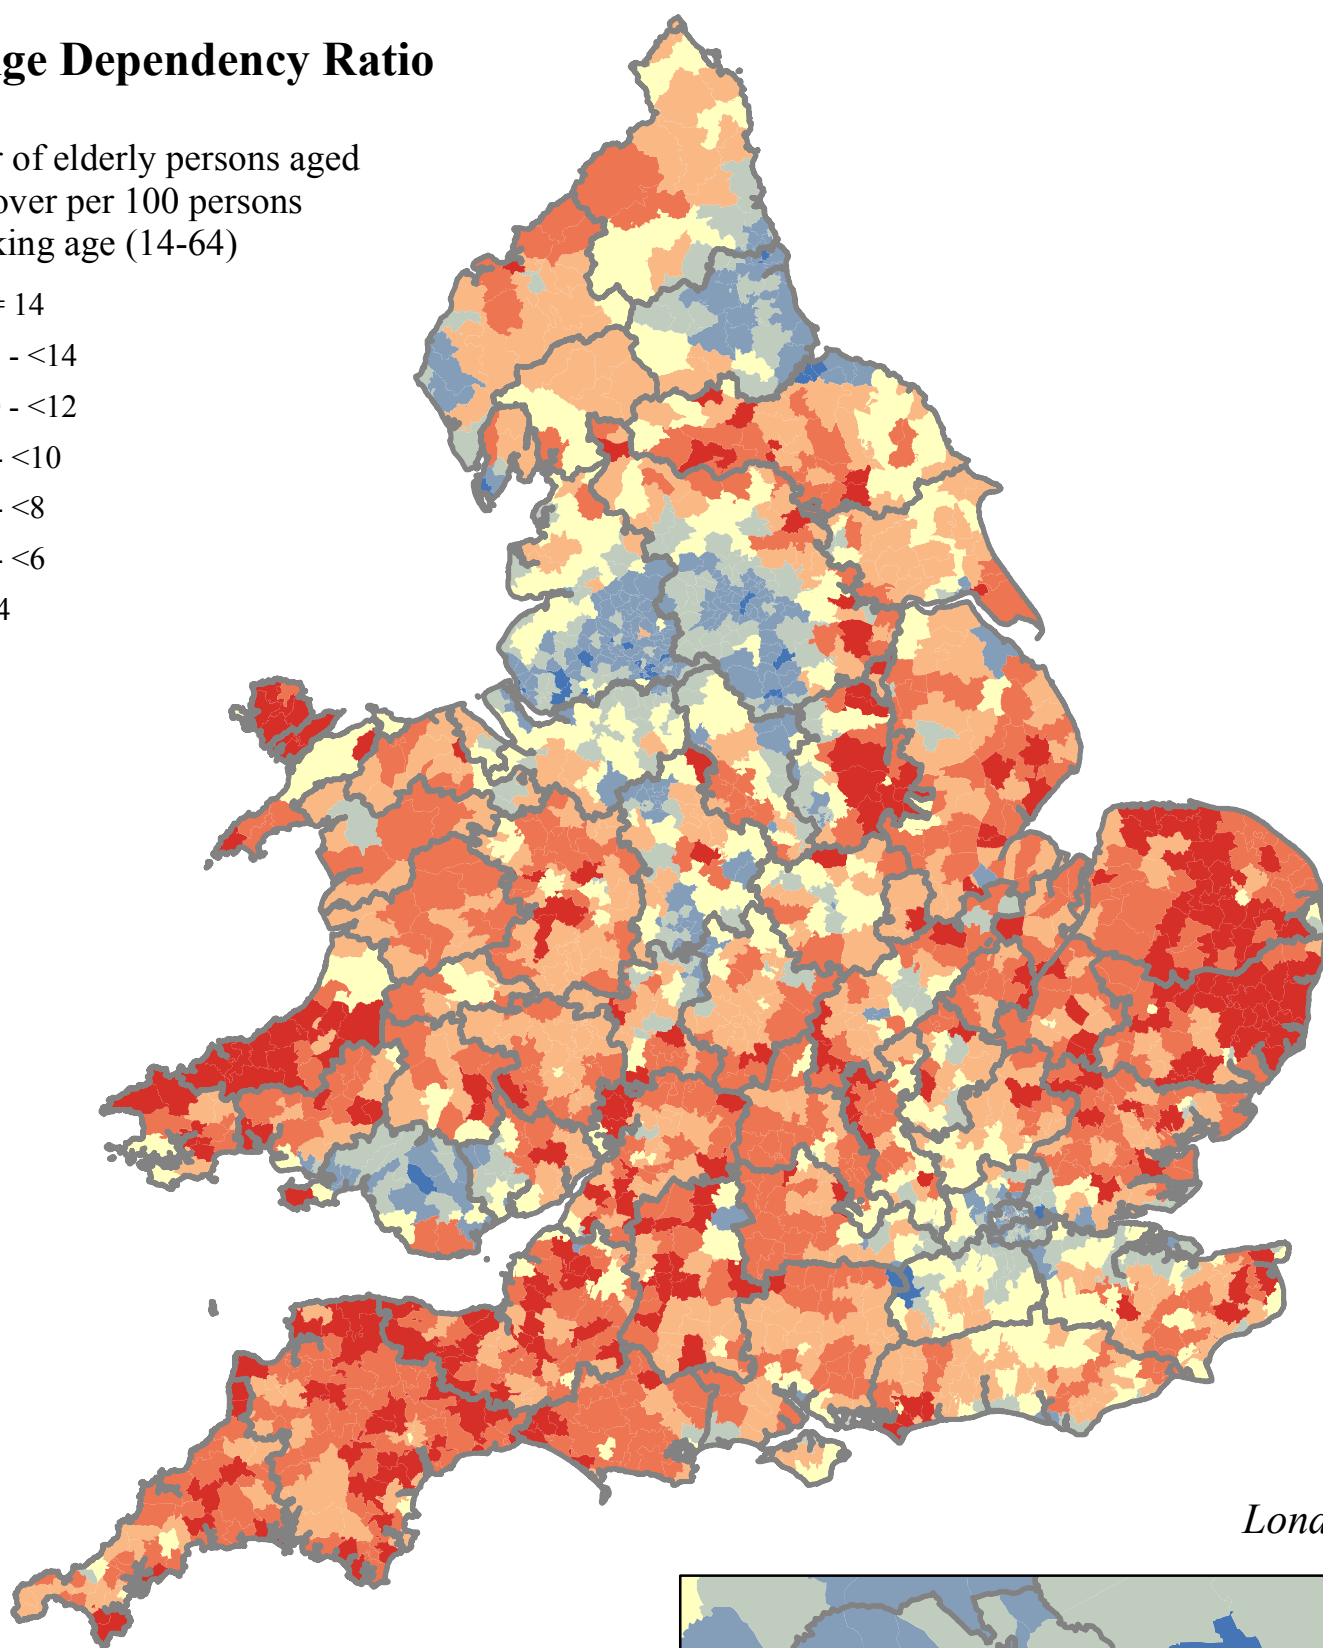 ge Dependency Ratio
r of elderly persons aged
over per 100 persons
king age (14-64)
= 14
- <14
- <12
- <10
- <8
- <6
4
Lond